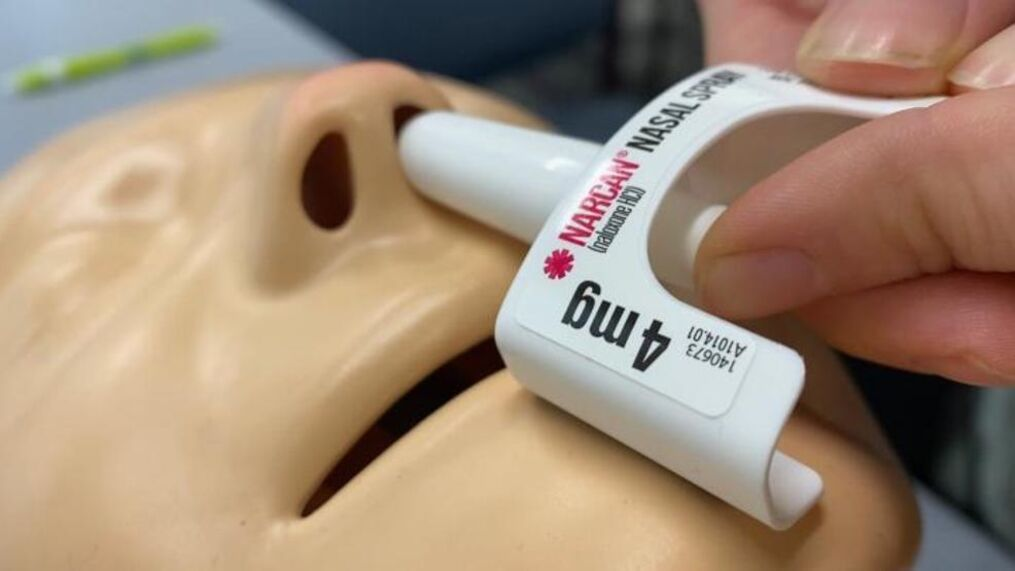 NARCAN® NASAL SPRAY
(naloxone HCl)
4 mg
140673
A1014.01